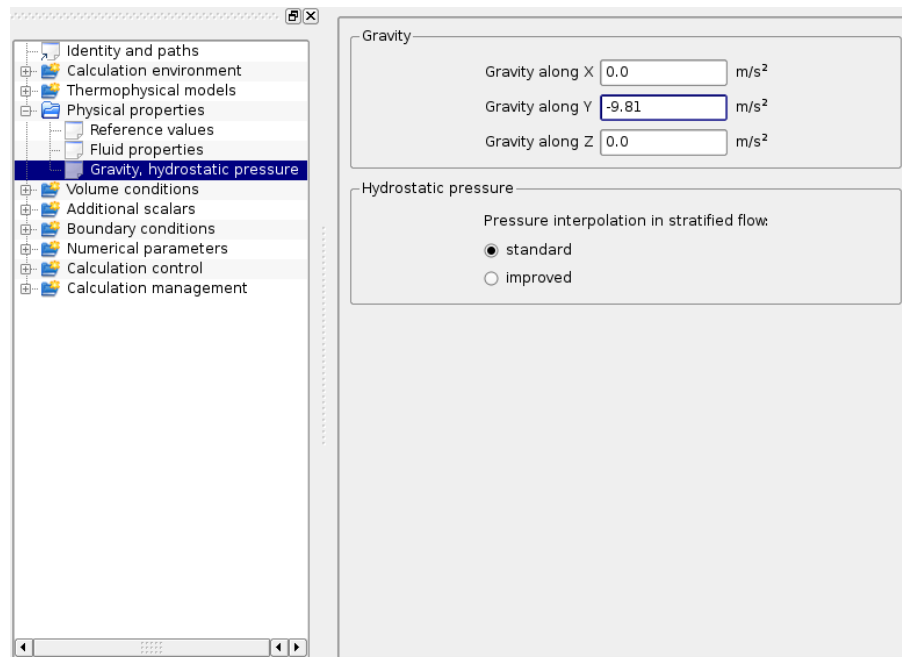 Identity and paths
Calculation environment
Thermophysical models
Physical properties
Reference values
Fluid properties
Gravity, hydrostatic pressure
Volume conditions
Additional scalars
Boundary conditions
Numerical parameters
Calculation control
Calculation management
Gravity
Gravity along X 0.0 m/s²
Gravity along Y -9.81 m/s²
Gravity along Z 0.0 m/s²
Hydrostatic pressure
Pressure interpolation in stratified flow:
standard
improved